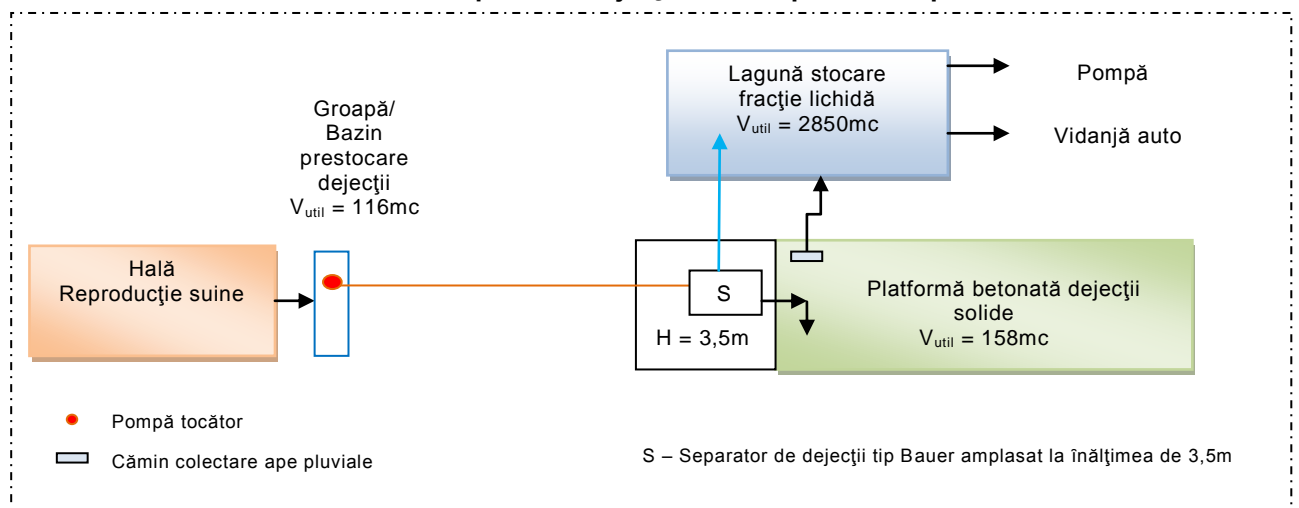 Lagună stocare
fracţie lichidă
Vutil = 2850mc
Pompă
Vidanjă auto
Groapă/
Bazin
prestocare
dejecţii
Vutil = 116mc
Hală
Reproducţie suine
S
H = 3,5m
Platformă betonată dejecţii
solide
Vutil = 158mc
Pompă tocător
Cămin colectare ape pluviale
S – Separator de dejecţii tip Bauer amplasat la înălţimea de 3,5m